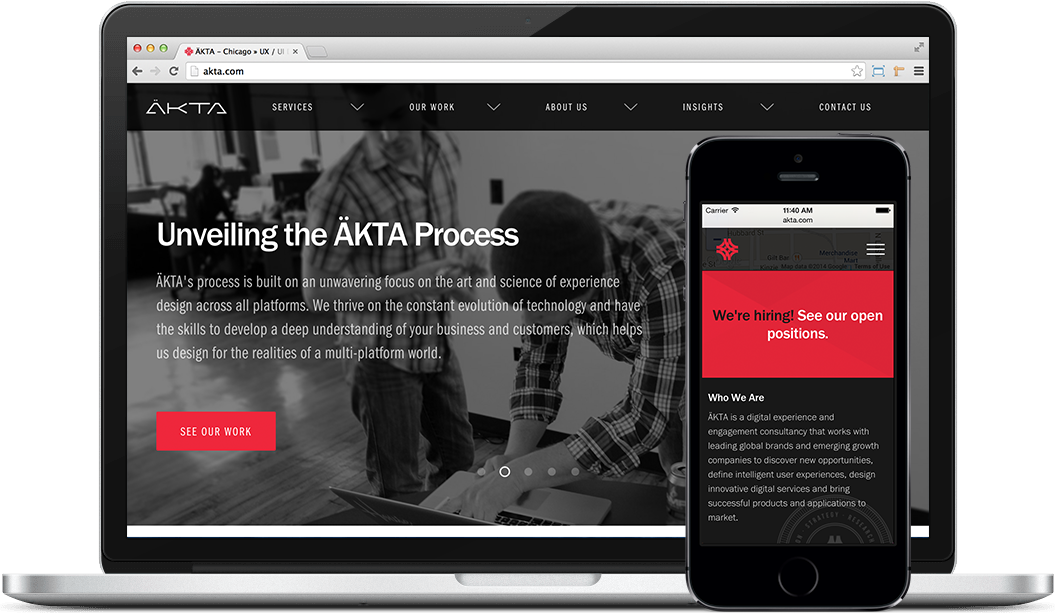 ÄKTA – Chicago » UX / UI
akta.com
ÄKTA
SERVICES
OUR WORK
ABOUT US
INSIGHTS
CONTACT US
Unveiling the ÄKTA Process
ÄKTA's process is built on an unwavering focus on the art and science of experience
design across all platforms. We thrive on the constant evolution of technology and have
the skills to develop a deep understanding of your business and customers, which helps
us design for the realities of a multi-platform world.
SEE OUR WORK
Carrier
11:40 AM
akta.com
Hubbard St
Gilt Bar
Merchandise
Mart
Kinzie
Map data ©2014 Google
Terms of Use
We're hiring! See our open
positions.
Who We Are
ÄKTA is a digital experience and
engagement consultancy that works with
leading global brands and emerging growth
companies to discover new opportunities,
define intelligent user experiences, design
innovative digital services and bring
successful products and applications to
market.
STRATEGY RESEARCH